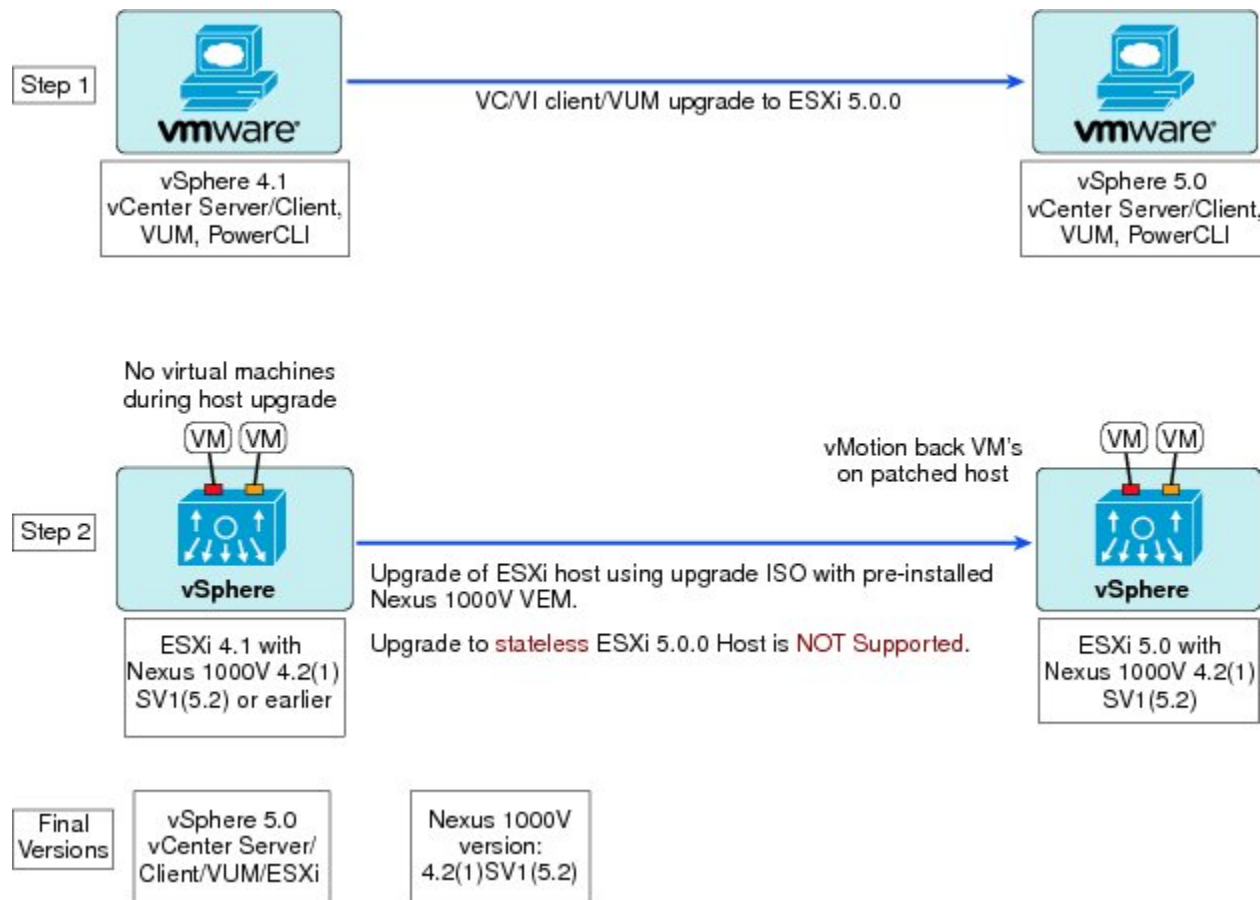 Step 1
vmware®
VC/VI client/VUM upgrade to ESXi 5.0.0
vmware®
vSphere 4.1
vCenter Server/Client,
VUM, PowerCLI
vSphere 5.0
vCenter Server/Client,
VUM, PowerCLI
No virtual machines
during host upgrade
VM VM
vMotion back VM's
on patched host
VM VM
Step 2
vSphere
Upgrade of ESXi host using upgrade ISO with pre-installed
Nexus 1000V VEM.
Upgrade to stateless ESXi 5.0.0 Host is NOT Supported.
vSphere
ESXi 4.1 with
Nexus 1000V 4.2(1)
SV1(5.2) or earlier
ESXi 5.0 with
Nexus 1000V 4.2(1)
SV1(5.2)
Final
Versions
vSphere 5.0
vCenter Server/
Client/VUM/ESXi
Nexus 1000V
version:
4.2(1)SV1(5.2)